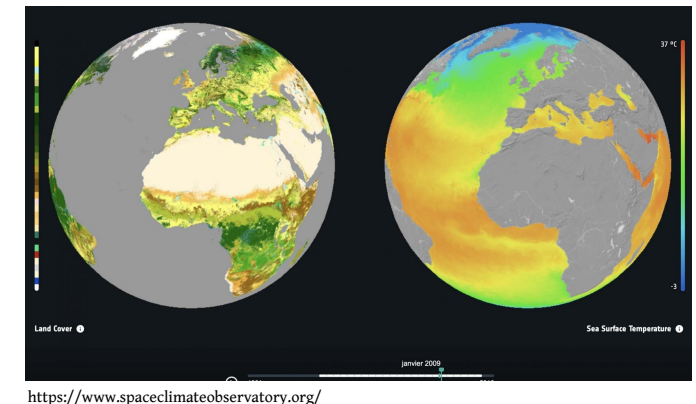 37 °C
-3
Land Cover
Sea Surface Temperature
janvier 2009
https://www.spaceclimateobservatory.org/